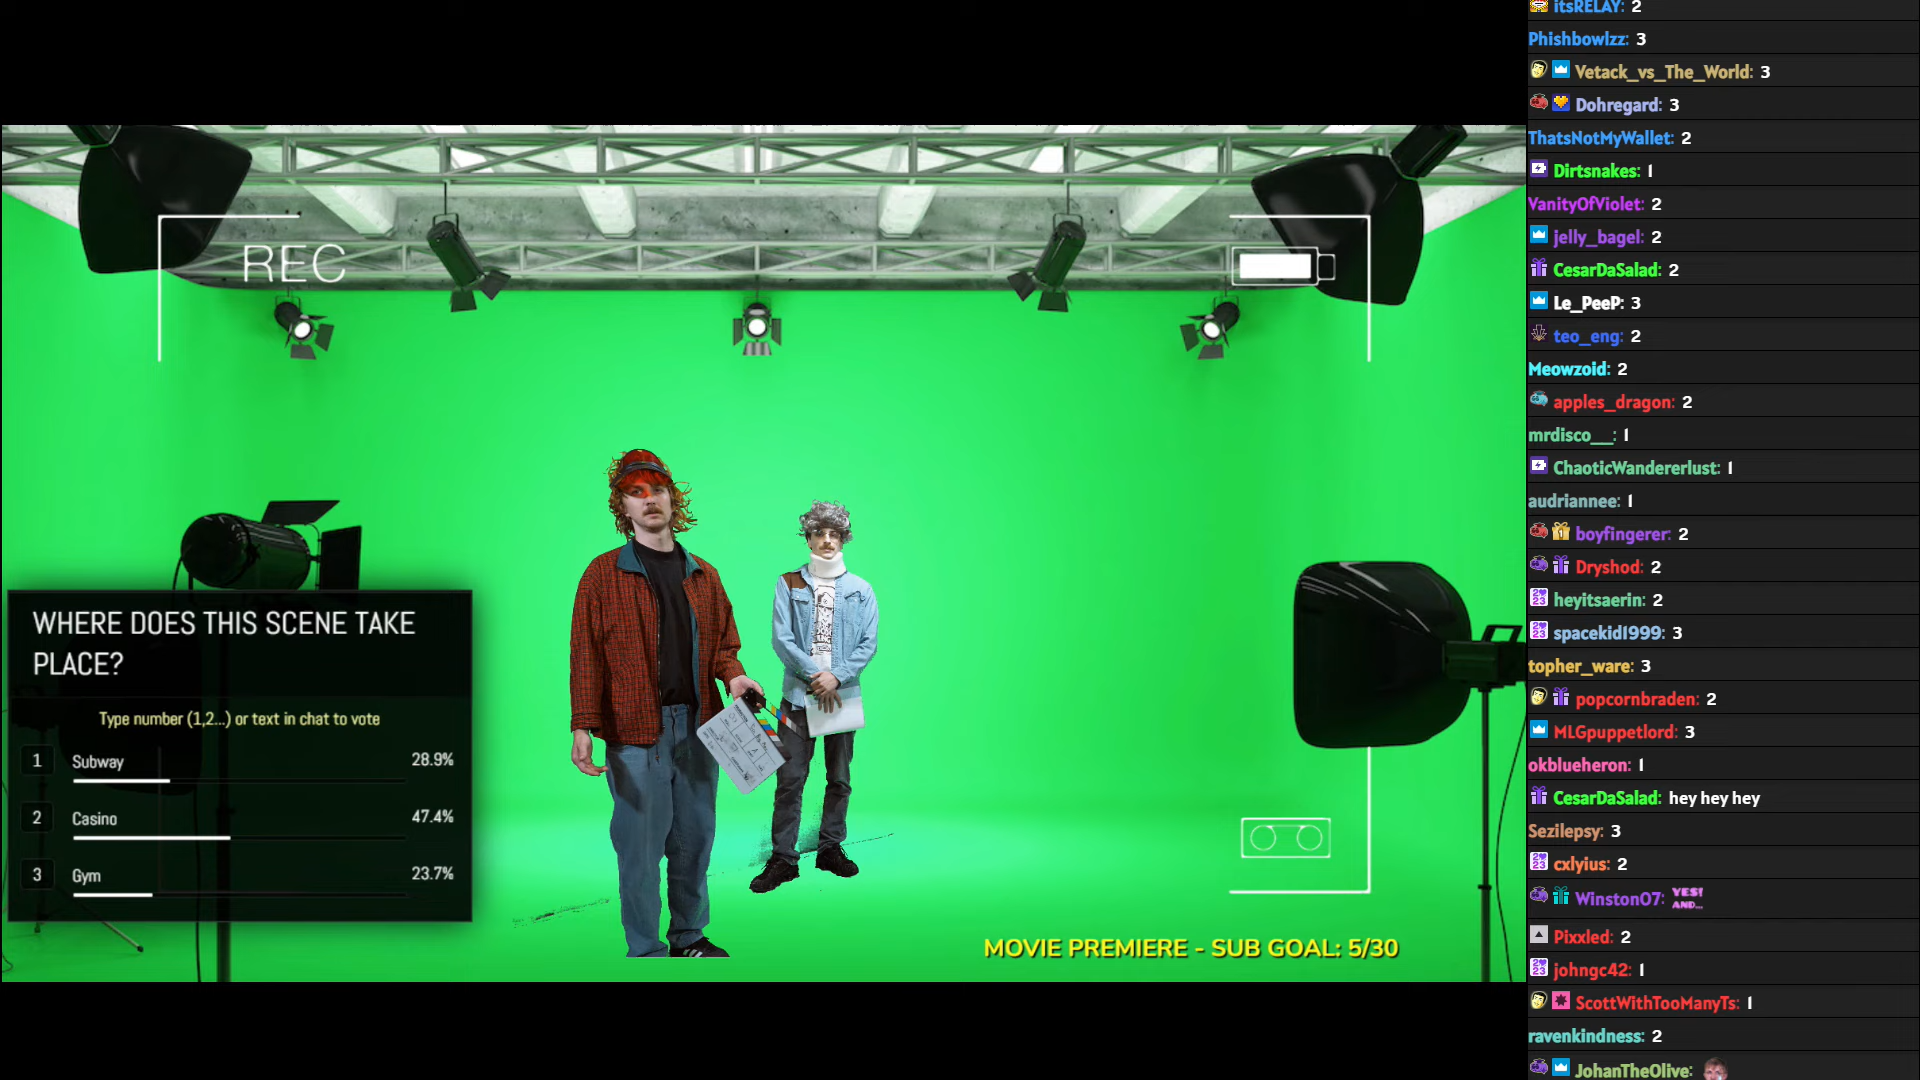 REC
WHERE DOES THIS SCENE TAKE
PLACE?
Type number (1,2...) or text in chat to vote
1 Subway 28.9%
2 Casino 47.4%
3 Gym 23.7%
MOVIE PREMIERE - SUB GOAL: 5/30
itsRELAY: 2
Phishbowlzz: 3
Vetack_vs_The_World: 3
Dohregard: 3
ThatsNotMyWallet: 2
Dirtsnakes: 1
VanityOfViolet: 2
jelly_bagel: 2
CesarDaSalad: 2
Le_PeeP: 3
teo_eng: 2
Meowzoid: 2
apples_dragon: 2
mrdisco__: 1
ChaoticWandererlust: 1
audriannee: 1
boyfingerer: 2
Dryshod: 2
heyitsaerin: 2
spacekid1999: 3
topher_ware: 3
popcornbraden: 2
MLGpuppetlord: 3
okblueheron: 1
CesarDaSalad: hey hey hey
Sezilepsy: 3
cxlyius: 2
WinstonO7: YES! AND...
Pixxled: 2
johngc42: 1
ScottWithTooManyTs: 1
ravenkindness: 2
JohanTheOlive: